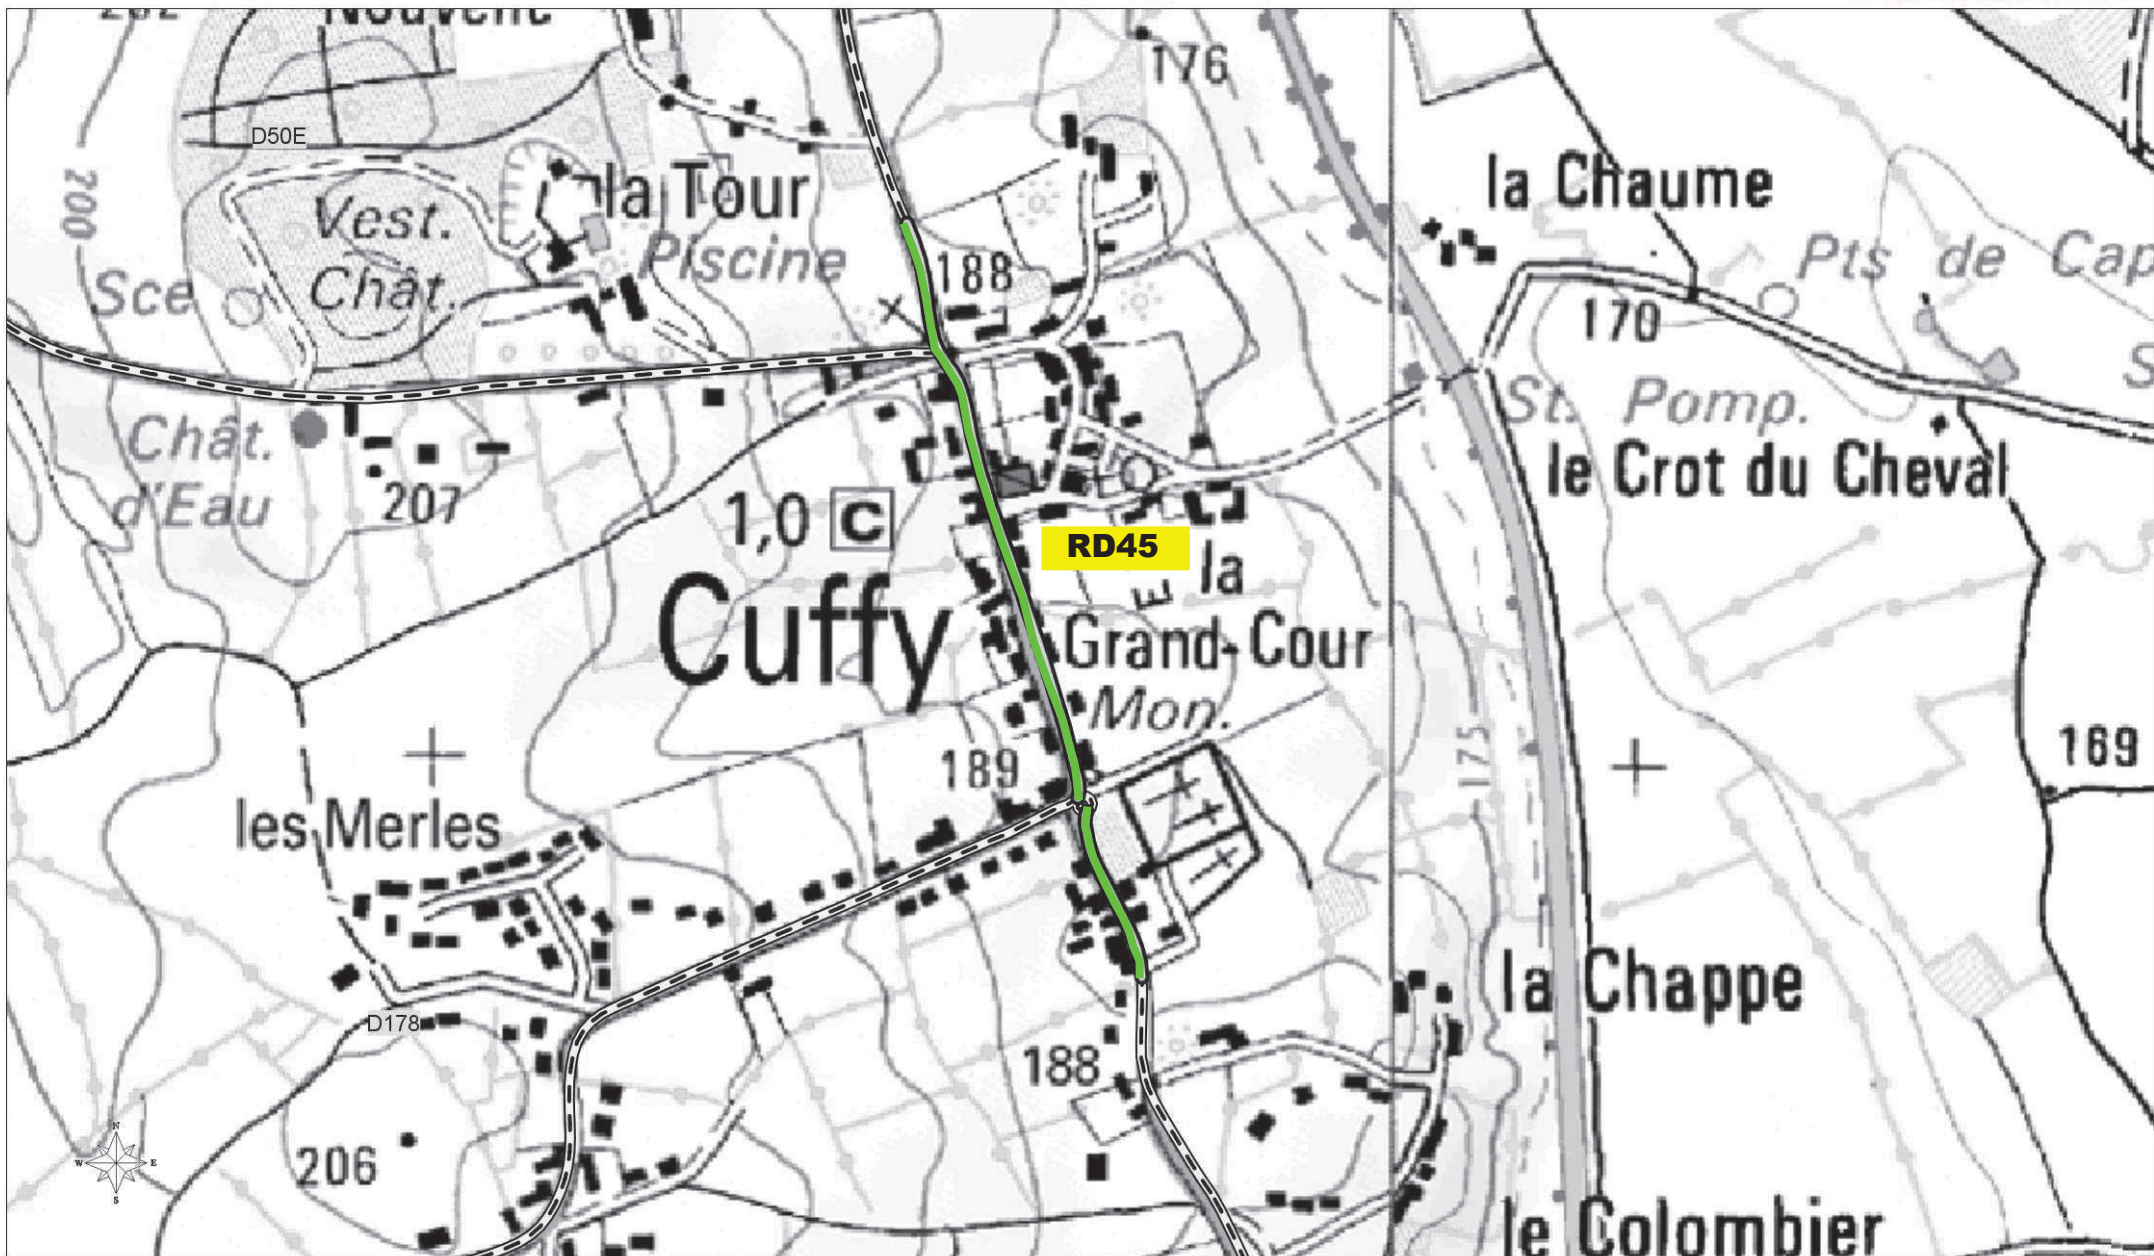 Nouvelle
176
D50E
la Tour
la Chaume
200
Vest.
Piscine
188
Pts de Cap
Sce
Chât.
170
S
Chât.
d'Eau
207
St. Pomp.
le Crot du Cheval
1,0 C
RD45
la
Grand-Cour
Cuffy
Mon.
189
175
169
les Merles
la Chappe
D178
188
N
W E
S
206
le Colombier